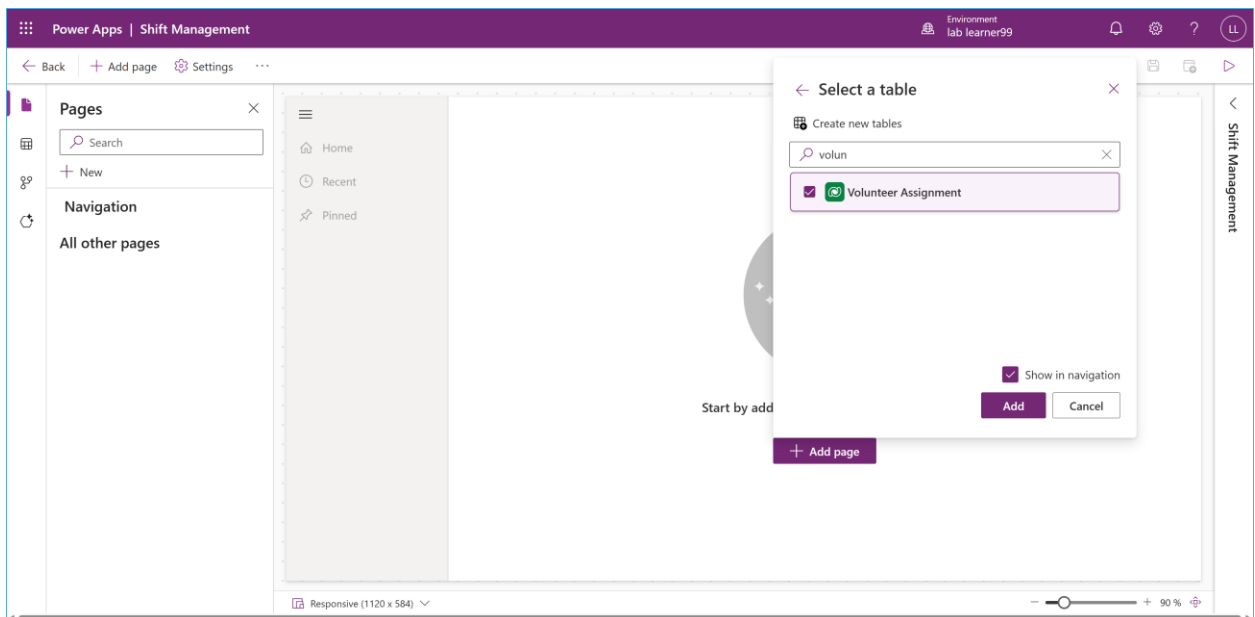 Power Apps | Shift Management
Environment
lab learner99
?
LL
Back
Add page
Settings
...
Pages
Search
New
Navigation
All other pages
Home
Recent
Pinned
Start by add
Add page
Select a table
Create new tables
volun
Volunteer Assignment
Show in navigation
Add
Cancel
Shift Management
Responsive (1120 x 584)
90 %